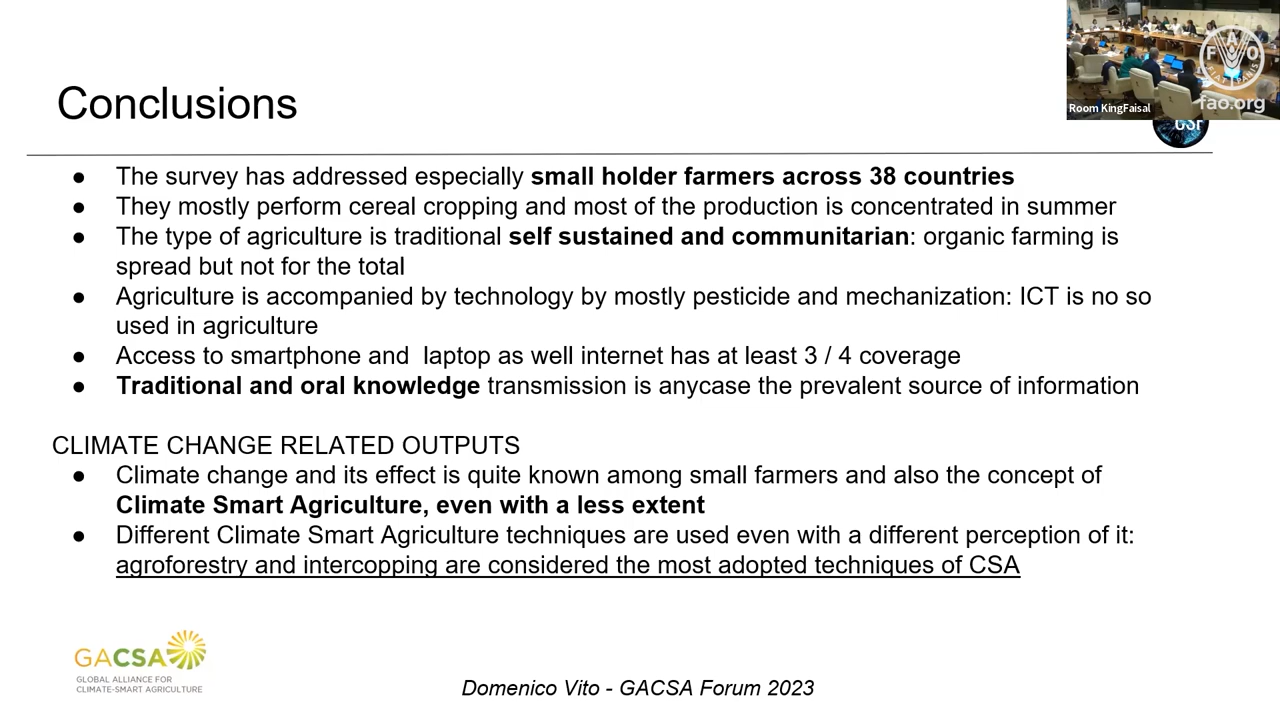 FAO
FIAT PANIS
fao.org
Room KingFaisal
Conclusions
● The survey has addressed especially small holder farmers across 38 countries
● They mostly perform cereal cropping and most of the production is concentrated in summer
● The type of agriculture is traditional self sustained and communitarian: organic farming is
spread but not for the total
● Agriculture is accompanied by technology by mostly pesticide and mechanization: ICT is no so
used in agriculture
● Access to smartphone and laptop as well internet has at least 3 / 4 coverage
● Traditional and oral knowledge transmission is anycase the prevalent source of information
CLIMATE CHANGE RELATED OUTPUTS
● Climate change and its effect is quite known among small farmers and also the concept of
Climate Smart Agriculture, even with a less extent
● Different Climate Smart Agriculture techniques are used even with a different perception of it:
agroforestry and intercopping are considered the most adopted techniques of CSA
GACSA
GLOBAL ALLIANCE FOR
CLIMATE-SMART AGRICULTURE
Domenico Vito - GACSA Forum 2023